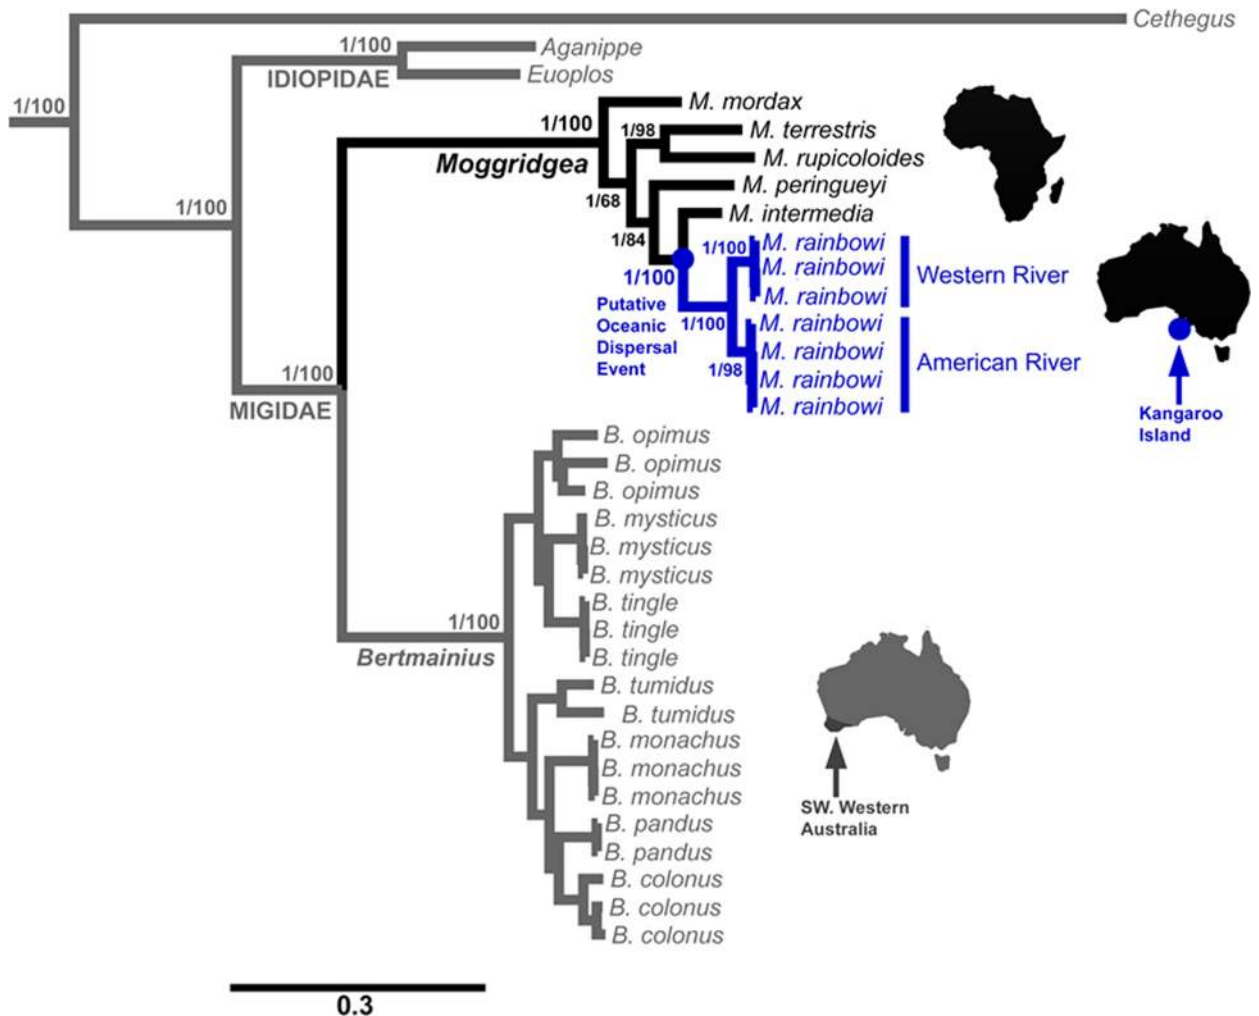 Cethegus
1/100
Aganippe
IDIOPIDAE
Euoplos
1/100
M. mordax
1/100
1/98
M. terrestris
Moggridgea
M. rupicoloides
M. peringueyi
1/68
1/100
M. intermedia
1/84
1/100
M. rainbowi
1/100
M. rainbowi
Western River
Putative
M. rainbowi
Oceanic
1/100
M. rainbowi
Dispersal
M. rainbowi
American River
Event
1/98
M. rainbowi
1/100
M. rainbowi
MIGIDAE
Kangaroo
Island
B. opimus
B. opimus
B. opimus
B. mysticus
B. mysticus
B. mysticus
B. tingle
1/100
B. tingle
Bertmainius
B. tingle
B. tumidus
B. tumidus
B. monachus
B. monachus
B. monachus
SW. Western
Australia
B. pandus
B. pandus
B. colonus
B. colonus
B. colonus
0.3